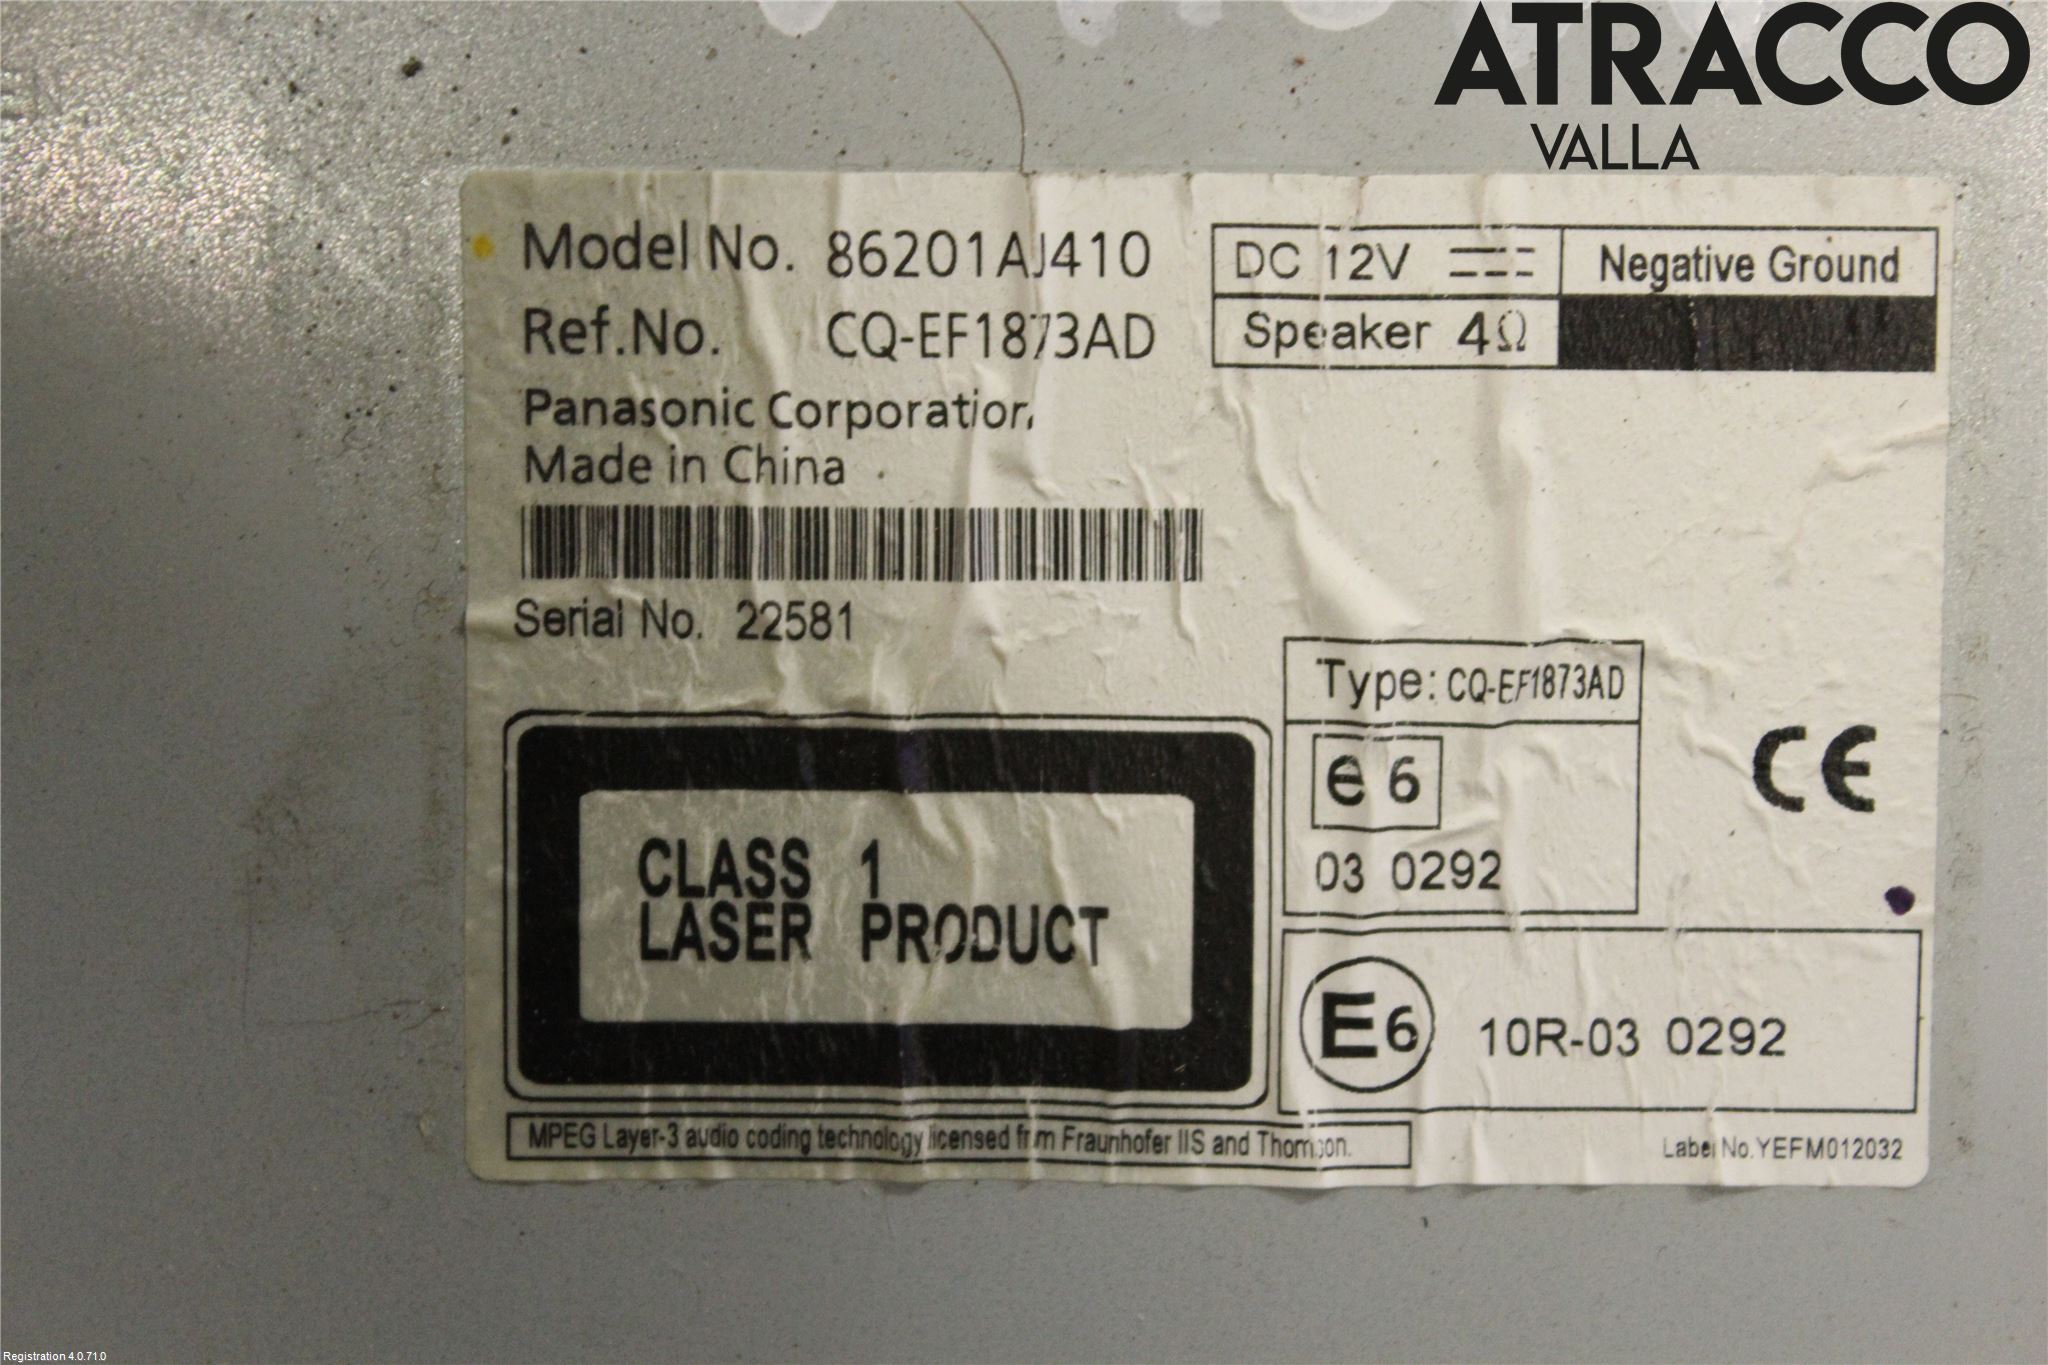 ATRACCO
VALLA
Model No. 86201AJ410
Ref.No. CQ-EF1873AD
Panasonic Corporation
Made in China
DC 12V
Negative Ground
Speaker 4Ω
Serial No. 22581
Type: CQ-EF1873AD
e 6
03 0292
CE
CLASS 1
LASER PRODUCT
E6 10R-03 0292
MPEG Layer-3 audio coding technology licensed from Fraunhofer IIS and Thomson.
Label No.YEFM012032
Registration 4.0.71.0